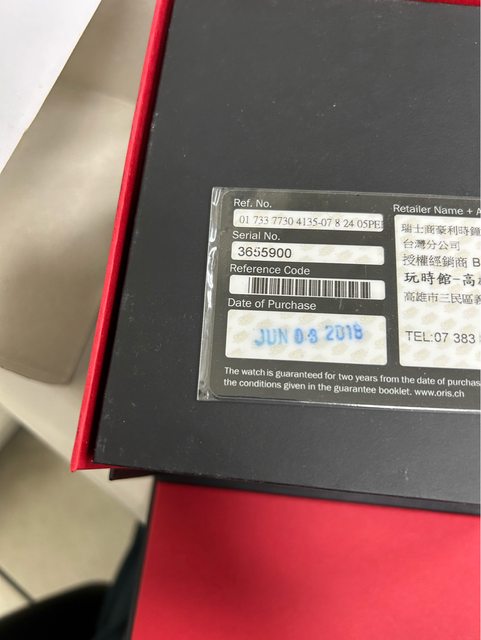 Ref. No.
01 733 7730 4135-07 8 24 05PEB
Serial No.
3655900
Reference Code
Date of Purchase
JUN 03 2018
The watch is guaranteed for two years from the date of purchase
the conditions given in the guarantee booklet. www.oris.ch
Retailer Name + A
瑞士商豪利時鐘
台灣分公司
授權經銷商 B
玩時館-高
高雄市三民區義
TEL:07 383